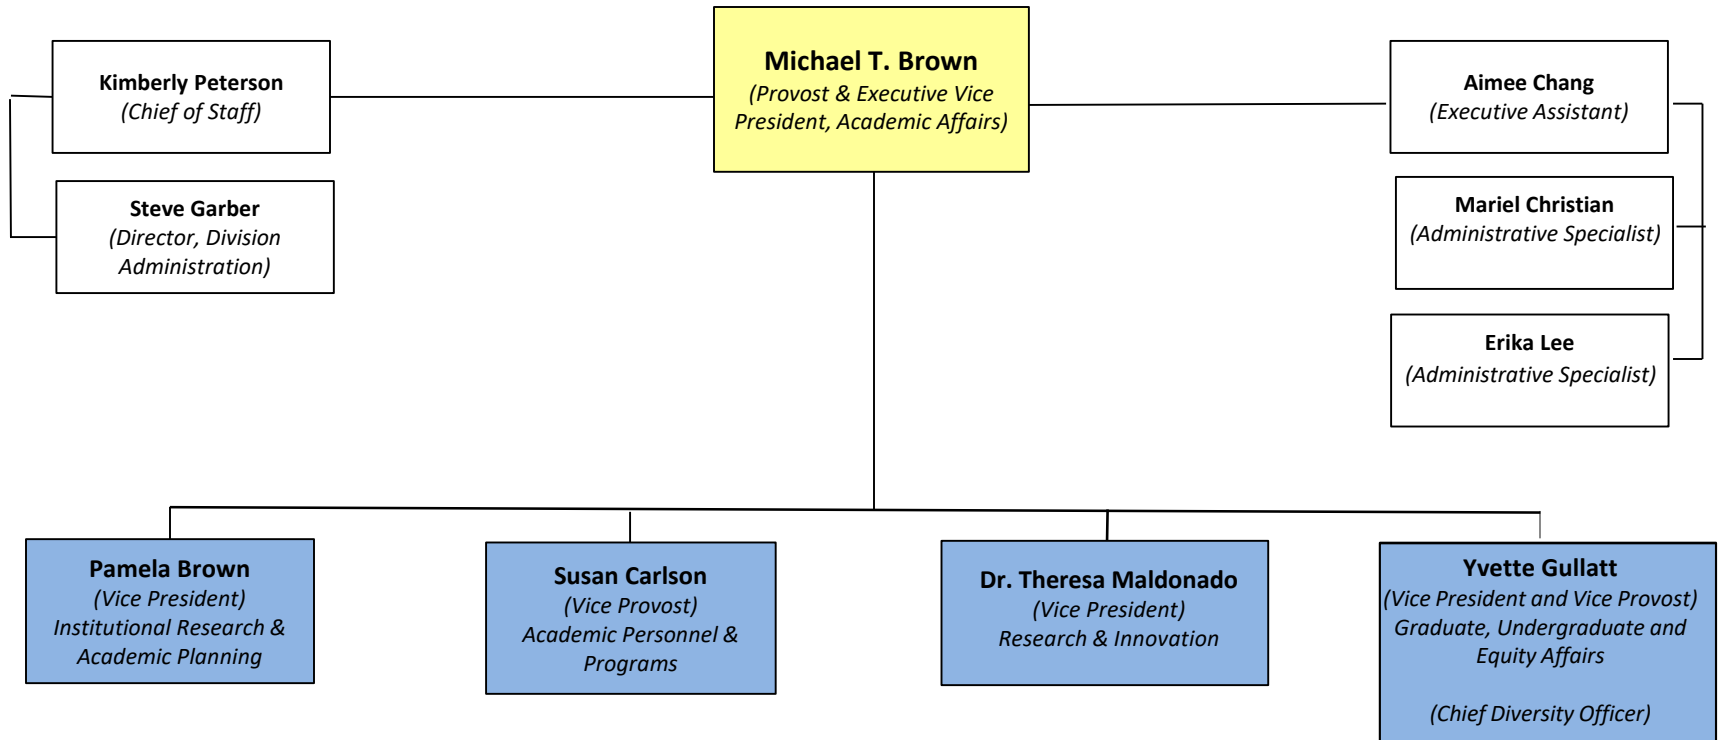 Michael T. Brown
(Provost & Executive Vice
President, Academic Affairs)
Kimberly Peterson
(Chief of Staff)
Steve Garber
(Director, Division
Administration)
Aimee Chang
(Executive Assistant)
Mariel Christian
(Administrative Specialist)
Erika Lee
(Administrative Specialist)
Pamela Brown
(Vice President)
Institutional Research &
Academic Planning
Susan Carlson
(Vice Provost)
Academic Personnel &
Programs
Dr. Theresa Maldonado
(Vice President)
Research & Innovation
Yvette Gullatt
(Vice President and Vice Provost)
Graduate, Undergraduate and
Equity Affairs
(Chief Diversity Officer)